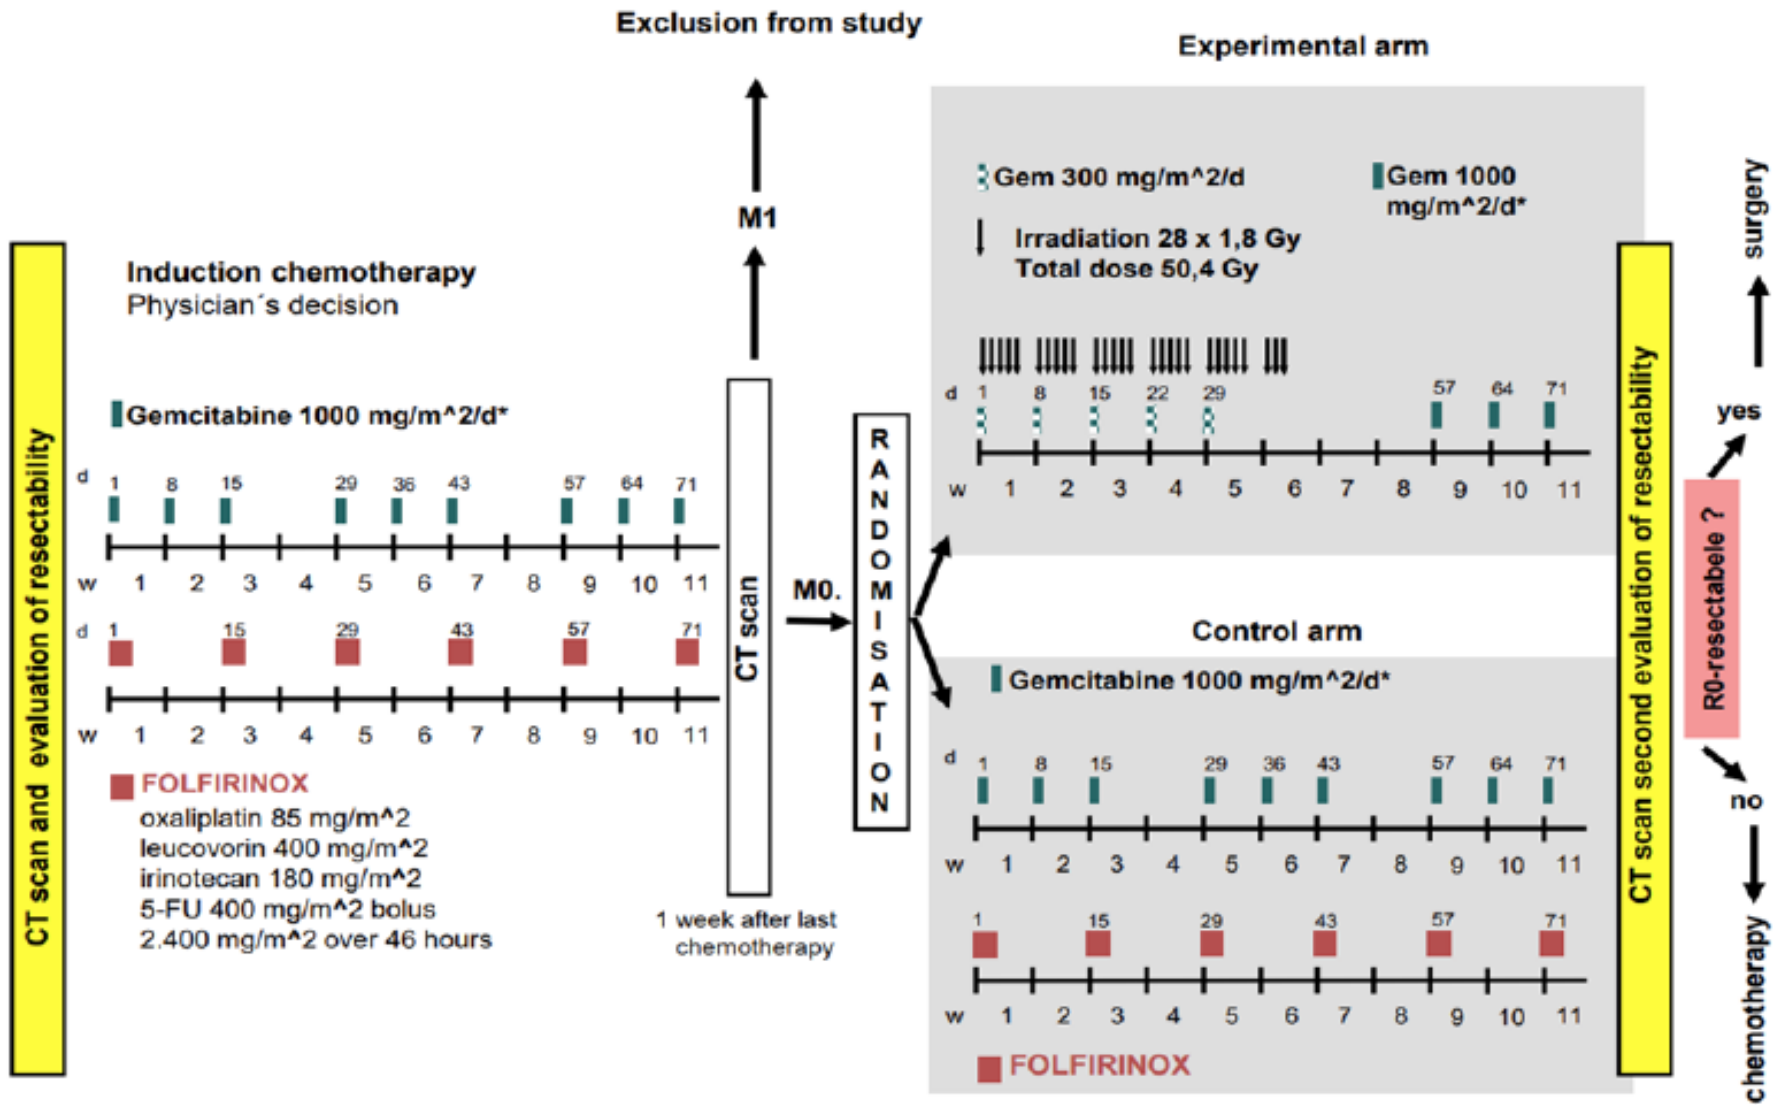 Exclusion from study
Experimental arm
M1
CT scan and evaluation of resectability
Induction chemotherapy
Physician´s decision
Gemcitabine 1000 mg/m^2/d*
d 1 8 15 29 36 43 57 64 71
w 1 2 3 4 5 6 7 8 9 10 11
d 1 15 29 43 57 71
w 1 2 3 4 5 6 7 8 9 10 11
FOLFIRINOX
oxaliplatin 85 mg/m^2
leucovorin 400 mg/m^2
irinotecan 180 mg/m^2
5-FU 400 mg/m^2 bolus
2.400 mg/m^2 over 46 hours
CT scan
1 week after last
chemotherapy
M0.
RANDOMISATION
Gem 300 mg/m^2/d
Gem 1000
mg/m^2/d*
Irradiation 28 x 1,8 Gy
Total dose 50,4 Gy
d 1 8 15 22 29 57 64 71
w 1 2 3 4 5 6 7 8 9 10 11
Control arm
Gemcitabine 1000 mg/m^2/d*
d 1 8 15 29 36 43 57 64 71
w 1 2 3 4 5 6 7 8 9 10 11
1 15 29 43 57 71
w 1 2 3 4 5 6 7 8 9 10 11
FOLFIRINOX
CT scan second evaluation of resectability
R0-resectabele ?
yes
surgery
no
chemotherapy